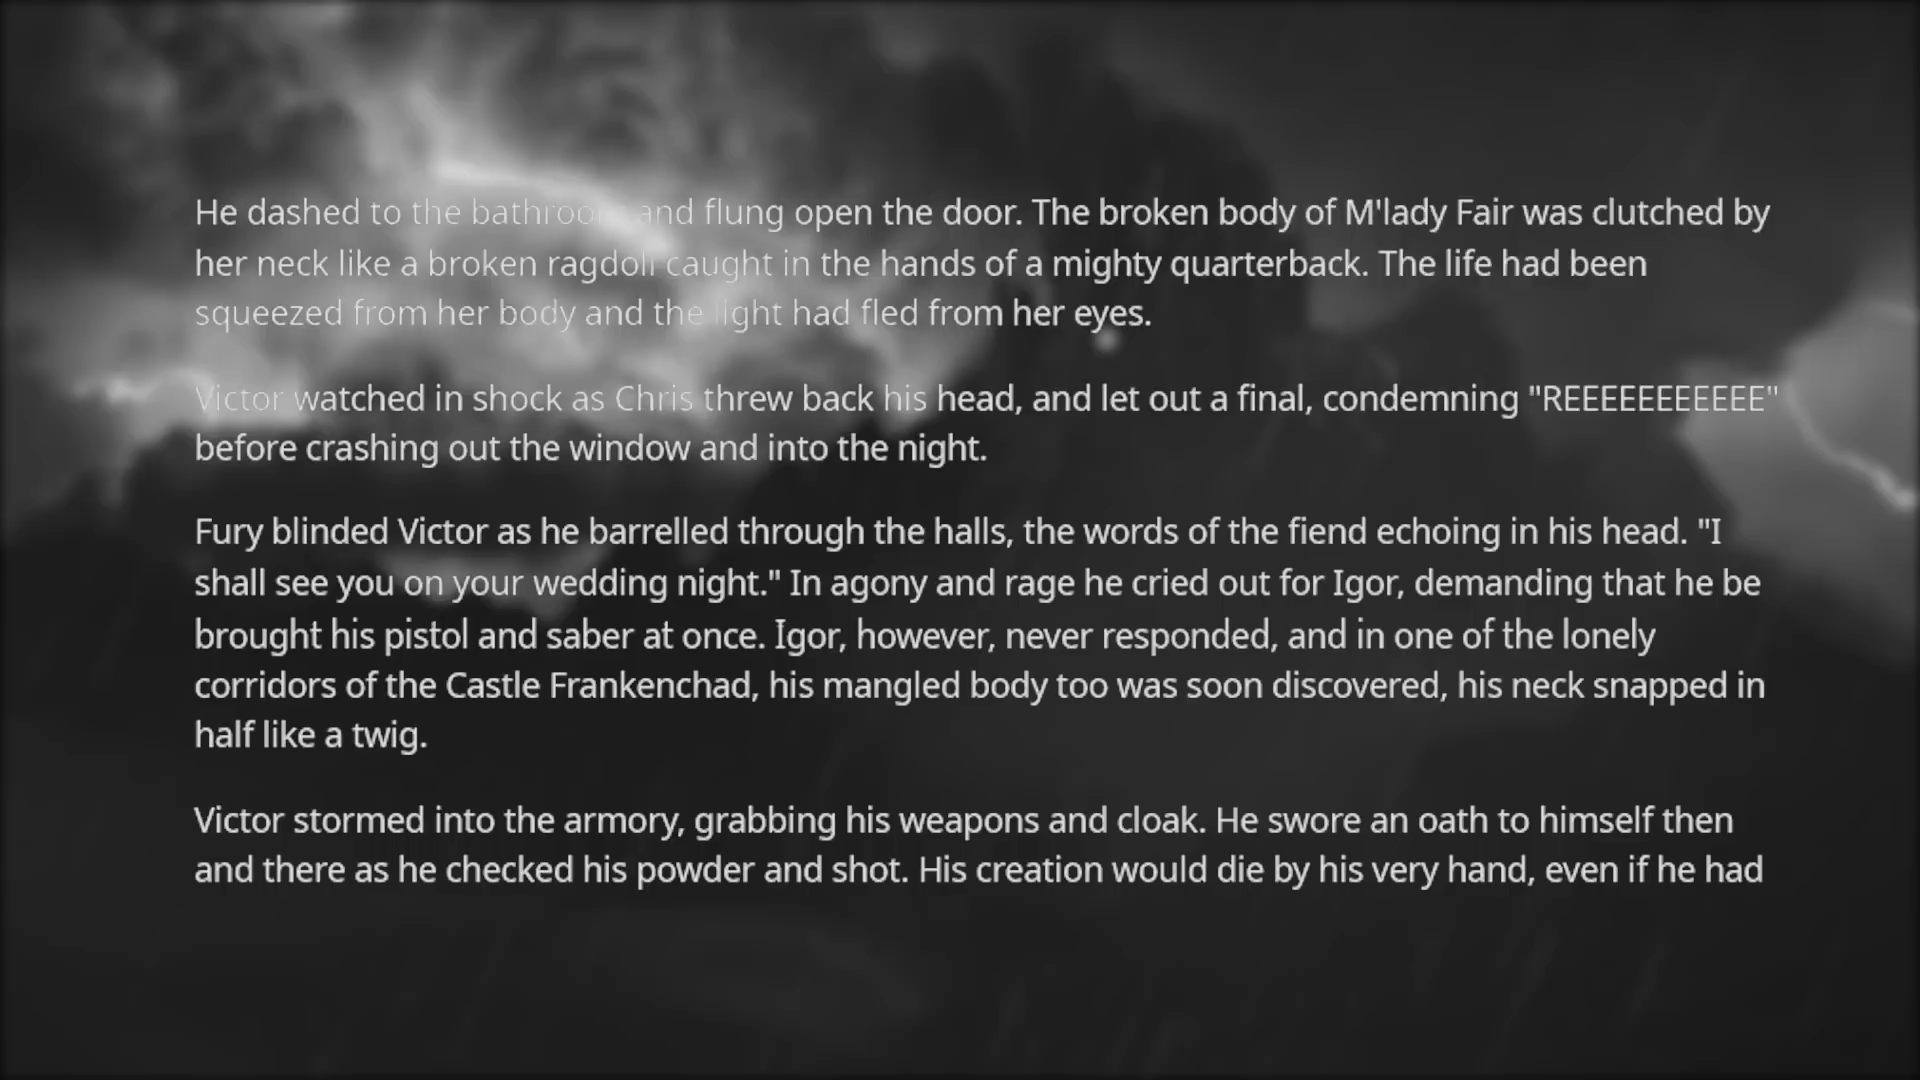 He dashed to the bathroom and flung open the door. The broken body of M'lady Fair was clutched by
her neck like a broken ragdoll caught in the hands of a mighty quarterback. The life had been
squeezed from her body and the light had fled from her eyes.
Victor watched in shock as Chris threw back his head, and let out a final, condemning "REEEEEEEEEEE"
before crashing out the window and into the night.
Fury blinded Victor as he barrelled through the halls, the words of the fiend echoing in his head. "I
shall see you on your wedding night." In agony and rage he cried out for Igor, demanding that he be
brought his pistol and saber at once. Igor, however, never responded, and in one of the lonely
corridors of the Castle Frankenchad, his mangled body too was soon discovered, his neck snapped in
half like a twig.
Victor stormed into the armory, grabbing his weapons and cloak. He swore an oath to himself then
and there as he checked his powder and shot. His creation would die by his very hand, even if he had